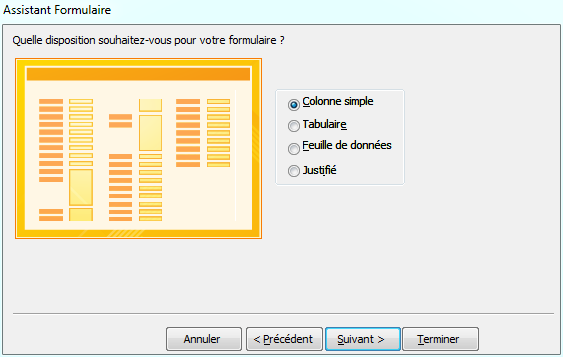 Assistant Formulaire
Quelle disposition souhaitez-vous pour votre formulaire ?
Colonne simple
Tabulaire
Feuille de données
Justifié
Annuler
< Précédent
Suivant >
Terminer